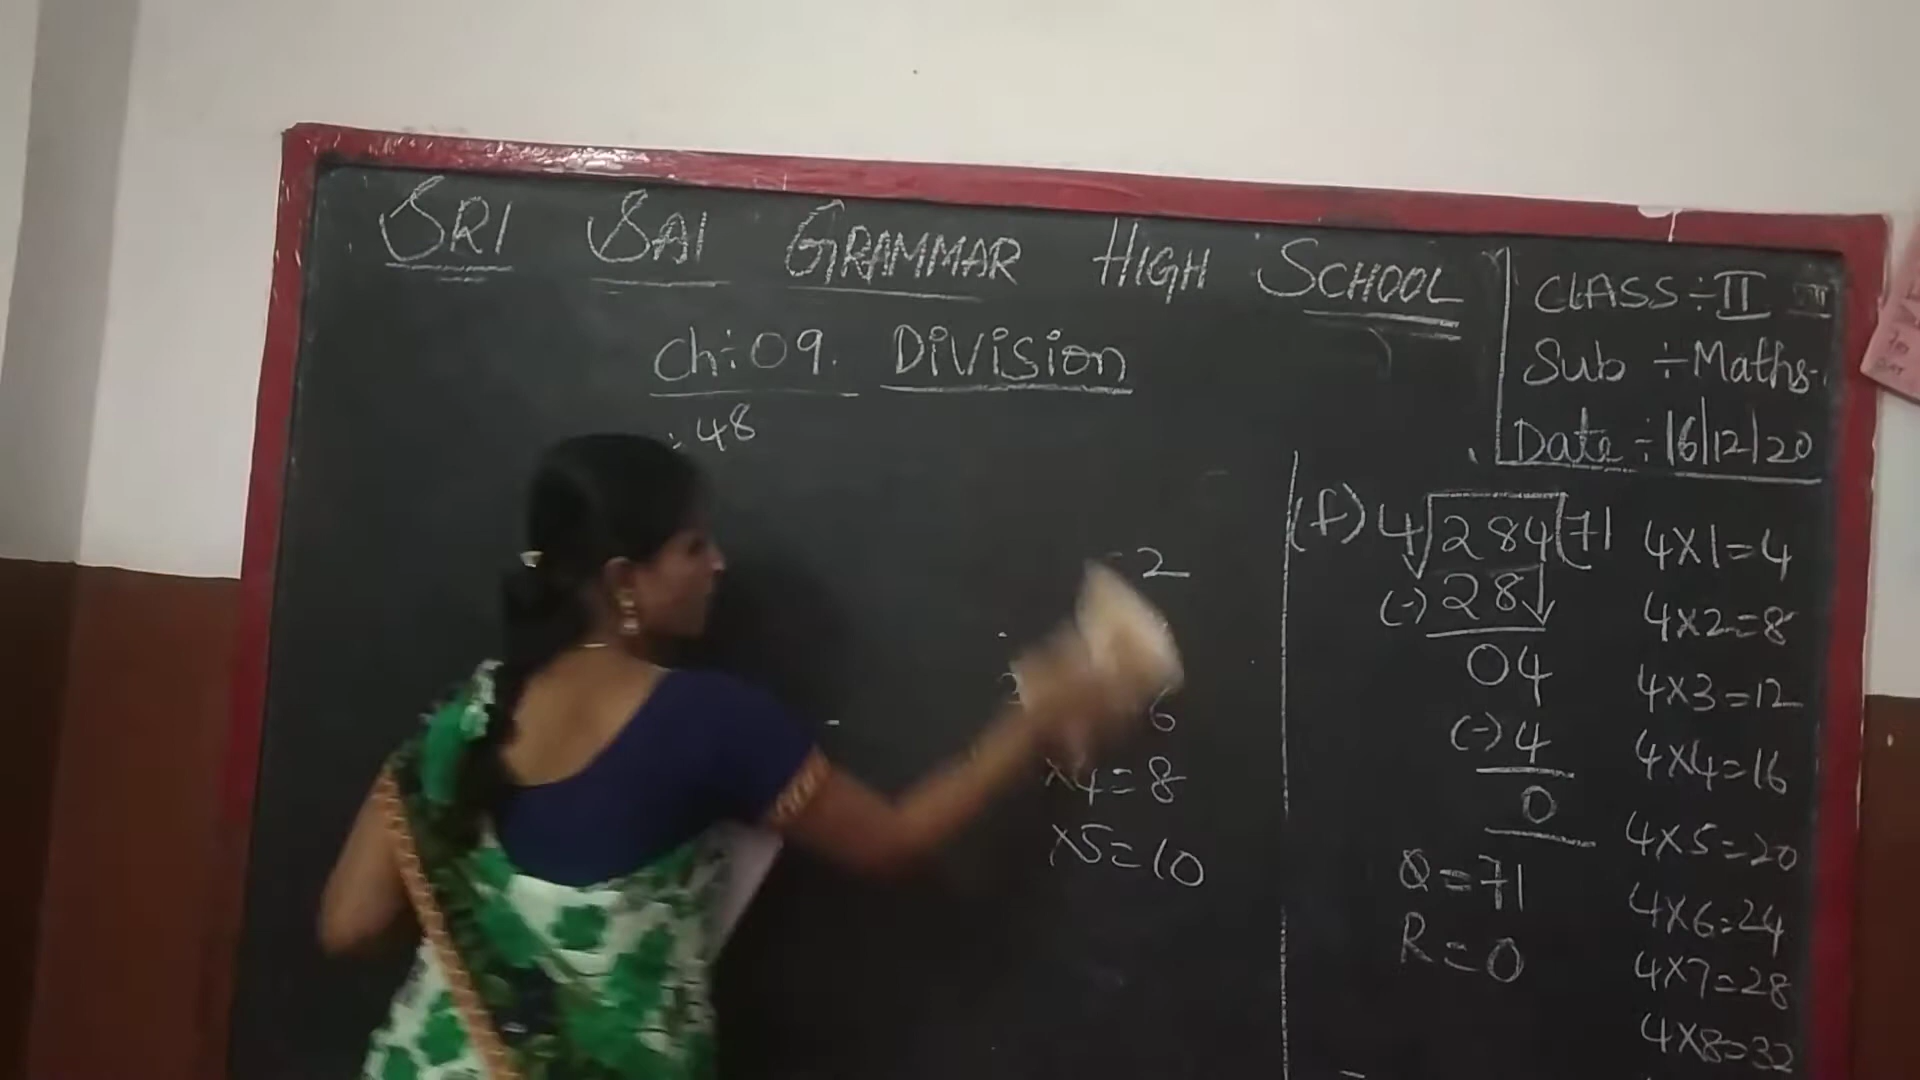 SRI SAI GRAMMAR HIGH SCHOOL
CLASS ÷ II
Sub ÷ Maths.
Date ÷ 16/12/20
Ch ÷ 09. Division
÷ 48
2
6
x4=8
x5=10
(f) 4 284 (71
(-) 28
04
(-) 4
0
Q=71
R=0
4x1=4
4x2=8
4x3=12
4x4=16
4x5=20
4x6=24
4x7=28
4x8=32